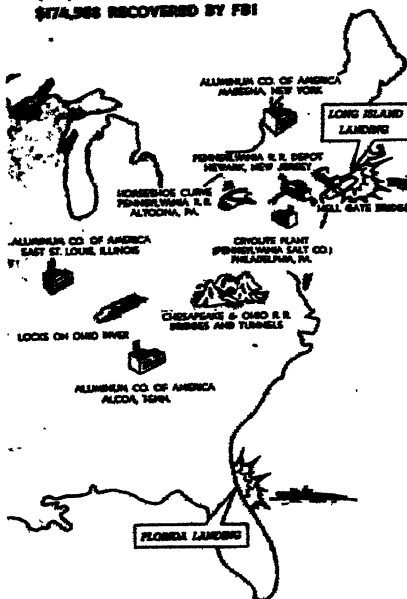 $174,588 RECOVERED BY FBI
ALUMINUM CO. OF AMERICA
MASSENA, NEW YORK
LONG ISLAND
LANDING
PENNSYLVANIA R.R. DEPOT
NEWARK, NEW JERSEY
HORSESHOE CURVE
PENNSYLVANIA R.R.
ALTOONA, PA.
HELL GATE BRIDGE
ALUMINUM CO. OF AMERICA
EAST ST. LOUIS, ILLINOIS
CRYOLITE PLANT
(PENNSYLVANIA SALT CO.)
PHILADELPHIA, PA.
LOCKS ON OHIO RIVER
CHESAPEAKE & OHIO R.R.
BRIDGES AND TUNNELS
ALUMINUM CO. OF AMERICA
ALCOA, TENN.
FLORIDA LANDING